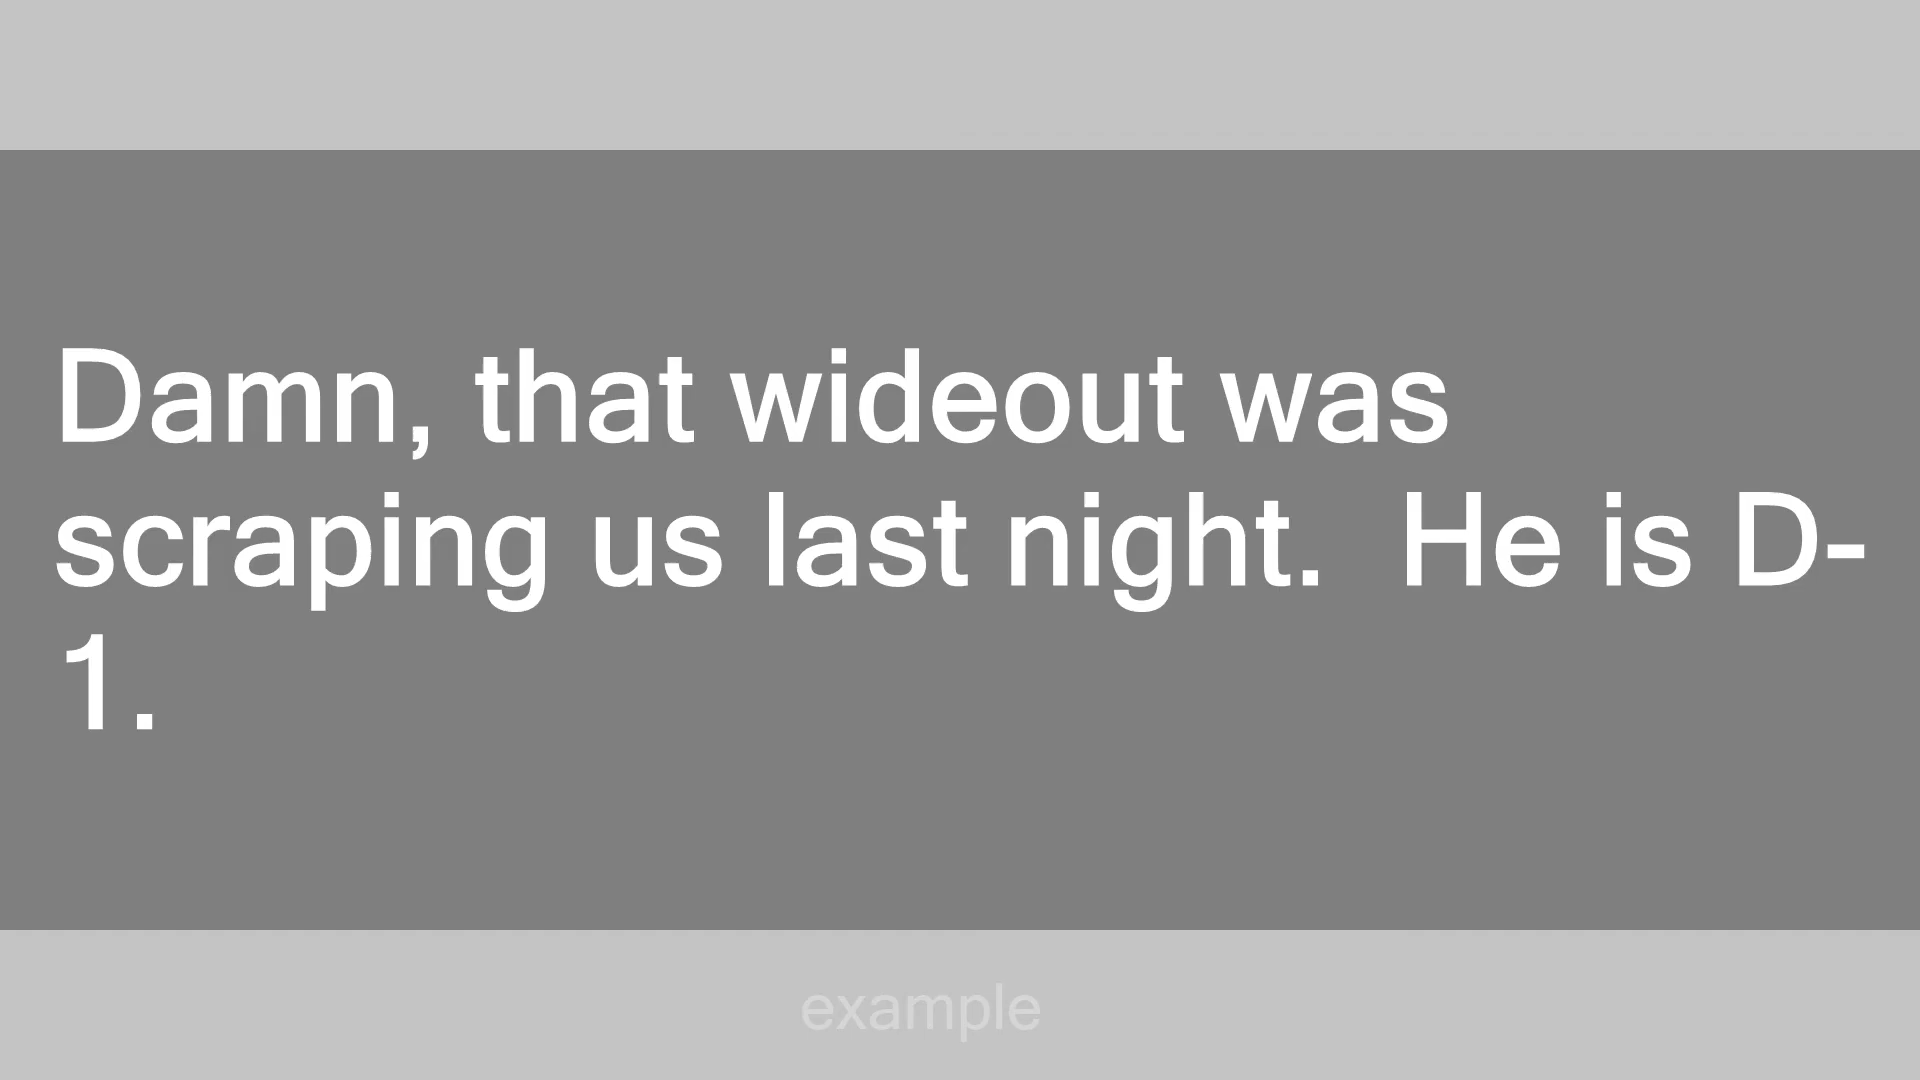 Damn, that wideout was
scraping us last night.  He is D-
1.
example